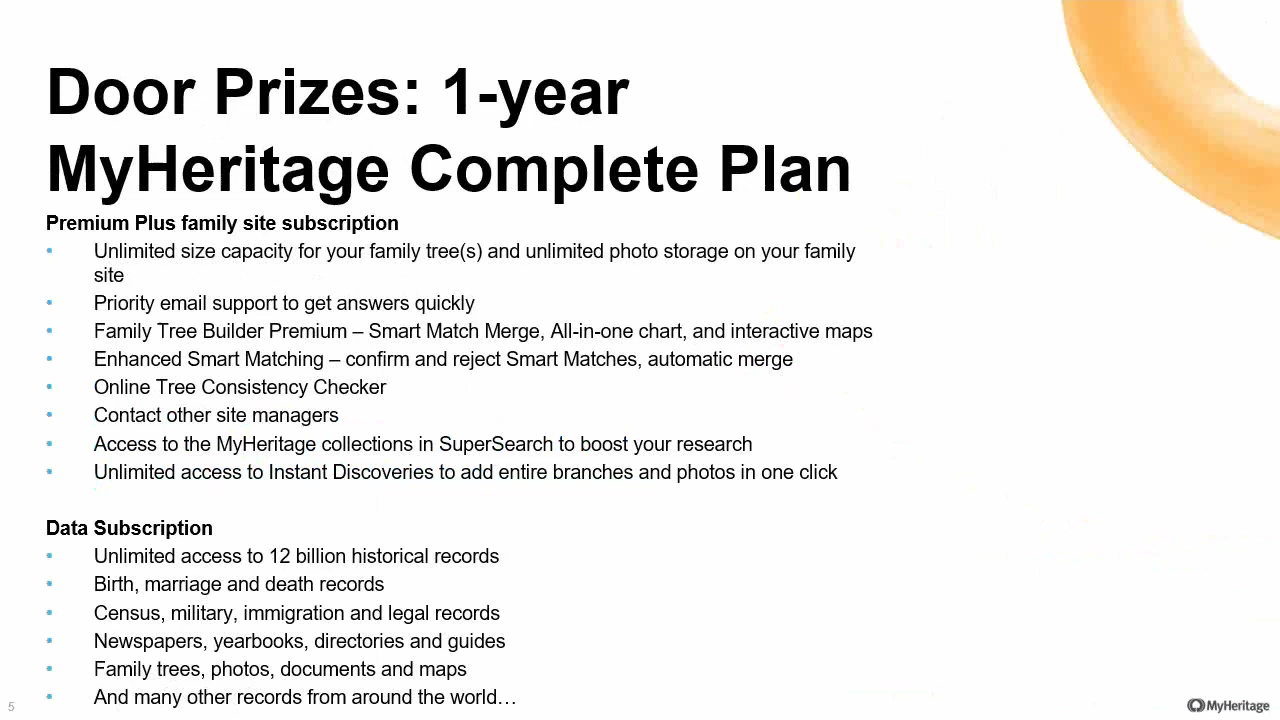 Door Prizes: 1-year
MyHeritage Complete Plan
Premium Plus family site subscription
• Unlimited size capacity for your family tree(s) and unlimited photo storage on your family
site
• Priority email support to get answers quickly
• Family Tree Builder Premium – Smart Match Merge, All-in-one chart, and interactive maps
• Enhanced Smart Matching – confirm and reject Smart Matches, automatic merge
• Online Tree Consistency Checker
• Contact other site managers
• Access to the MyHeritage collections in SuperSearch to boost your research
• Unlimited access to Instant Discoveries to add entire branches and photos in one click
Data Subscription
• Unlimited access to 12 billion historical records
• Birth, marriage and death records
• Census, military, immigration and legal records
• Newspapers, yearbooks, directories and guides
• Family trees, photos, documents and maps
• And many other records from around the world…
5
MyHeritage